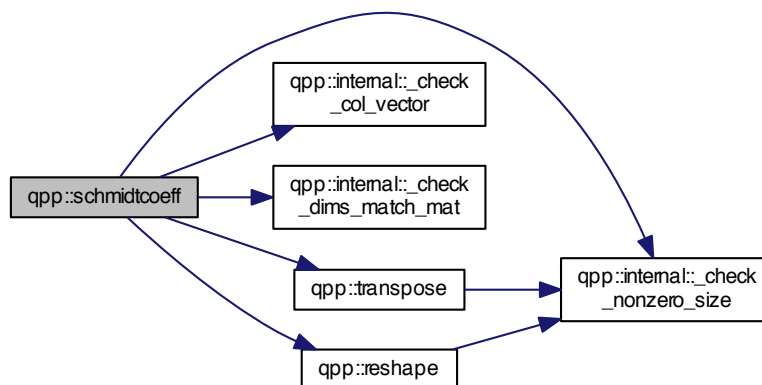 qpp::internal::_check
_col_vector
qpp::schmidtcoeff
qpp::internal::_check
_dims_match_mat
qpp::transpose
qpp::internal::_check
_nonzero_size
qpp::reshape